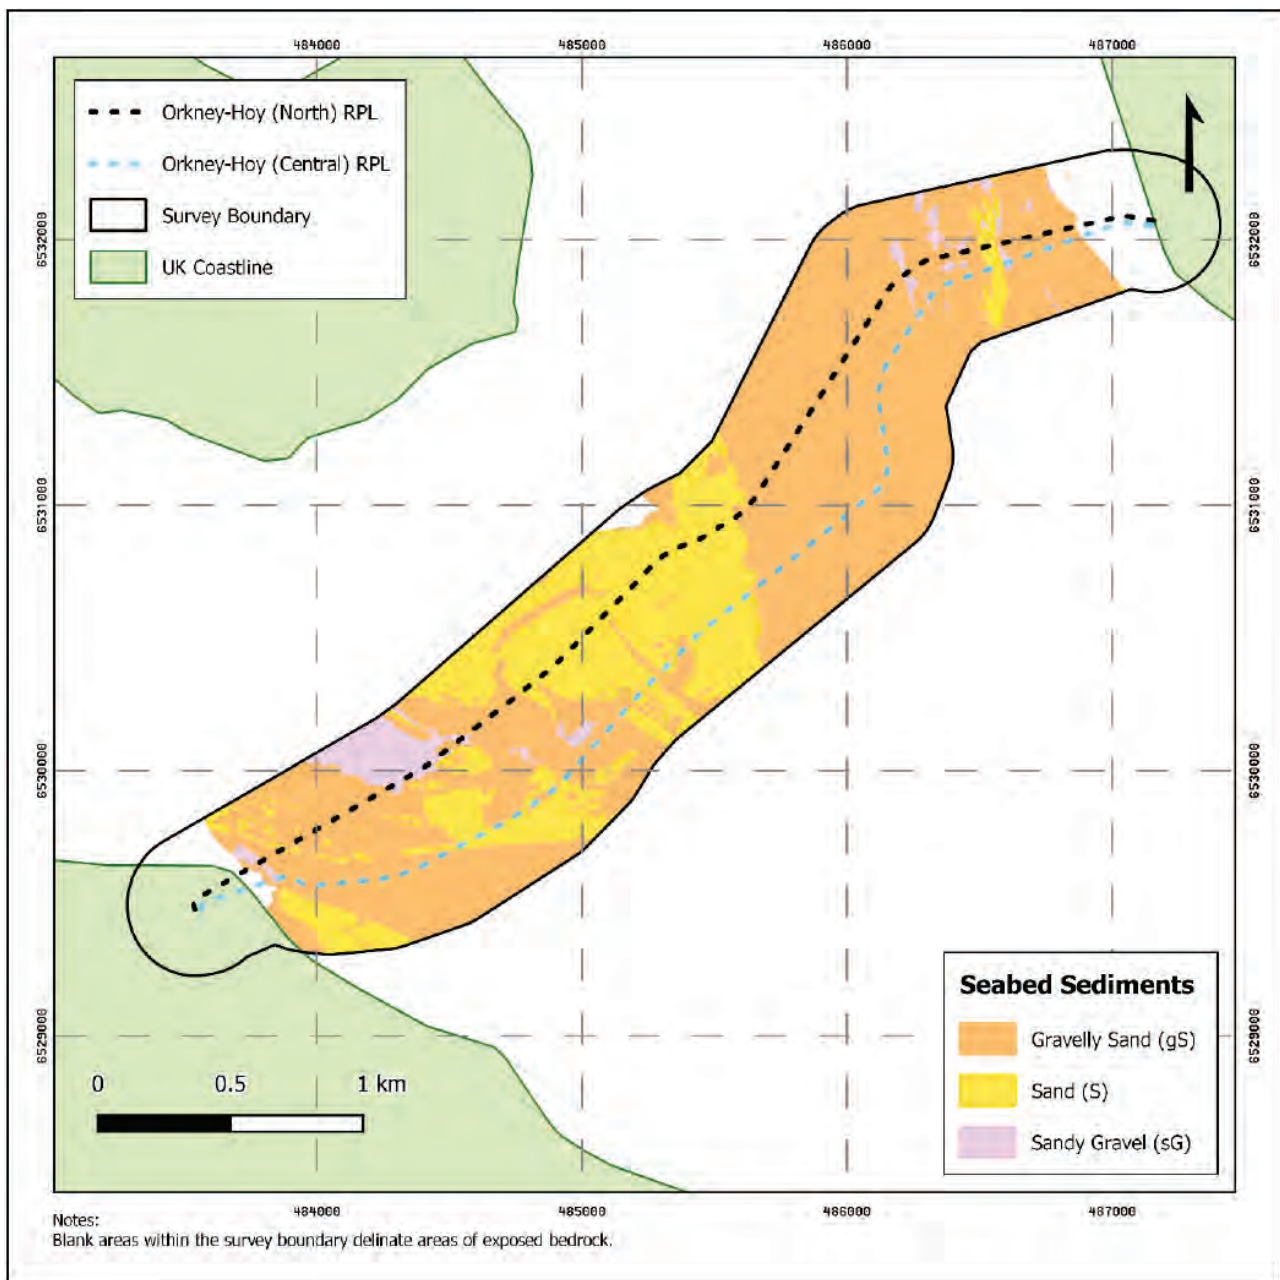 484000 485000 486000 487000
Orkney-Hoy (North) RPL
Orkney-Hoy (Central) RPL
Survey Boundary
UK Coastline
6532000 6532000
6531000 6531000
6530000 6530000
6529000 6529000
Seabed Sediments
Gravelly Sand (gS)
Sand (S)
Sandy Gravel (sG)
0 0.5 1 km
484000 485000 486000 487000
Notes:
Blank areas within the survey boundary delinate areas of exposed bedrock.